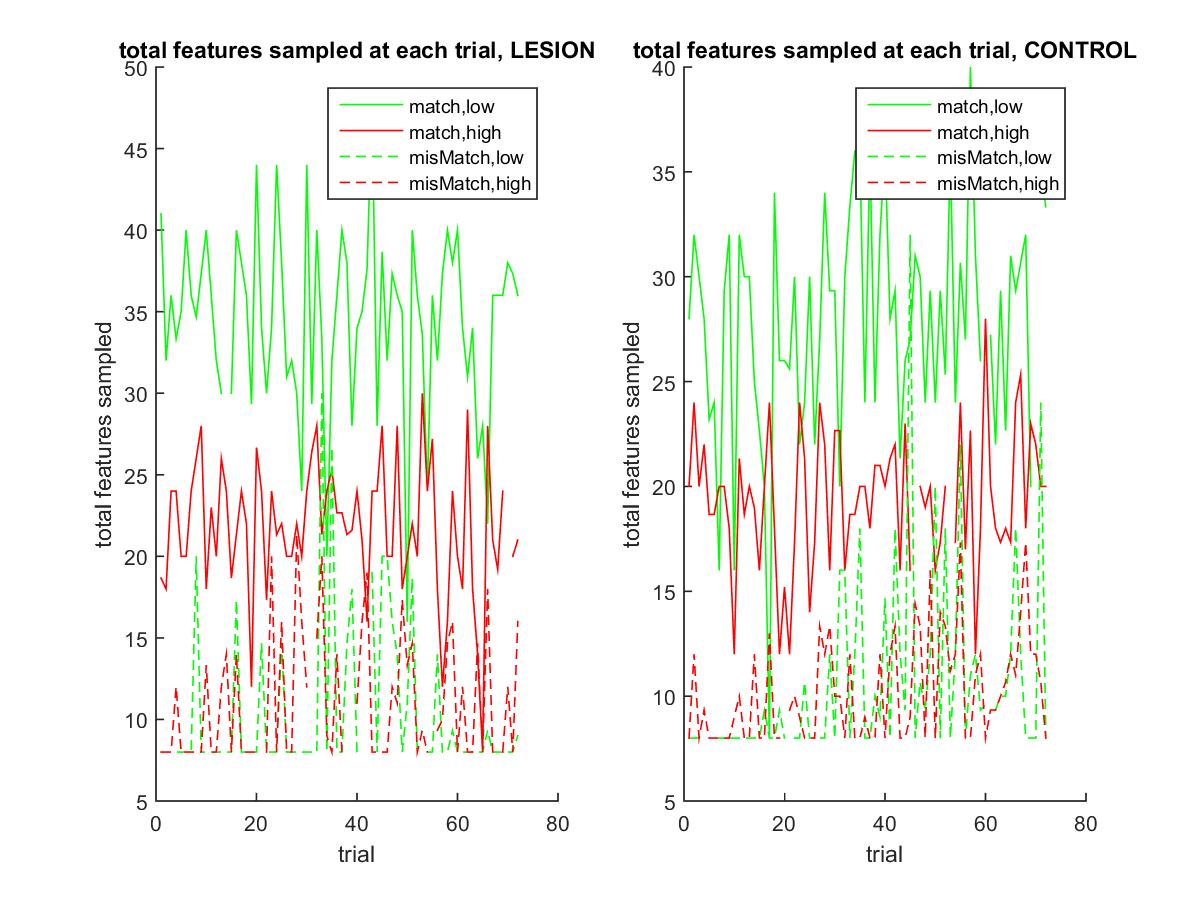 total features sampled at each trial, LESION
50
45
40
35
30
25
20
15
10
5
total features sampled
match,low
match,high
misMatch,low
misMatch,high
0 20 40 60 80
trial
total features sampled at each trial, CONTROL
40
35
30
25
20
15
10
5
total features sampled
match,low
match,high
misMatch,low
misMatch,high
0 20 40 60 80
trial